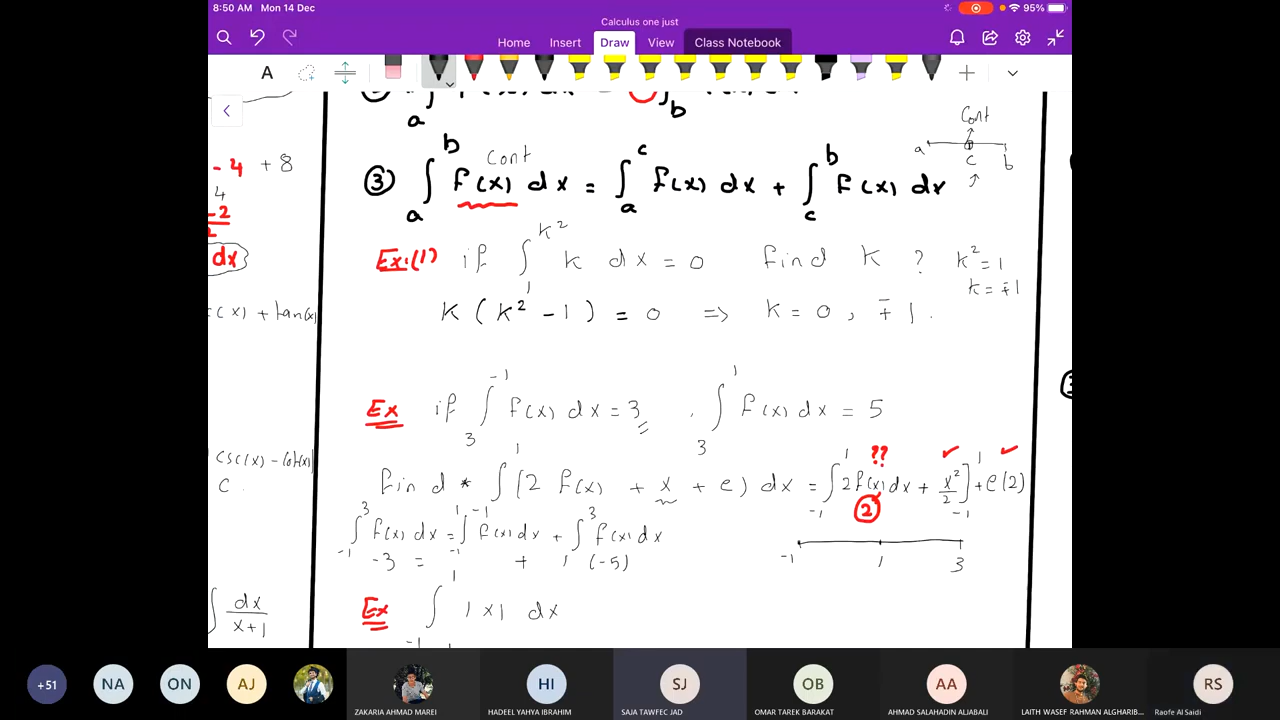 8:50 AM Mon 14 Dec
95%
Calculus one just
Home Insert Draw View Class Notebook
A
a
b
Cont
a c b
-4 + 8
4
-2
2
dx
③ ∫_a^b f(x) dx = ∫_a^c f(x) dx + ∫_c^b f(x) dx
Cont
Ex:(1) if ∫_1^{k²} k dx = 0 find k ?
k² = 1
k = ∓1
k ( k² - 1 ) = 0 ⇒ k = 0 , ∓1 .
(x) + tan(x)
Ex if ∫_3^{-1} f(x) dx = 3 , ∫_3^1 f(x) dx = 5
find * ∫_{-1}^1 (2 f(x) + x + e) dx = ∫_{-1}^1 2 f(x) dx + x²/2 ]_{-1}^1 + e(2)
??
2
csc(x) - cot(x)
C
∫_{-1}^3 f(x) dx = ∫_{-1}^1 f(x) dx + ∫_1^3 f(x) dx
-3 = + (-5)
-1 1 3
Ex ∫_{-1}^1 |x| dx
∫ dx/(x+1)
+51 NA ON AJ HI SJ OB AA RS
ZAKARIA AHMAD MAREI
HADEEL YAHYA IBRAHIM
SAJA TAWFEC JAD
OMAR TAREK BARAKAT
AHMAD SALAHADIN ALJABALI
LAITH WASEF RAHMAN ALGHARIB...
Raofe Al Saidi